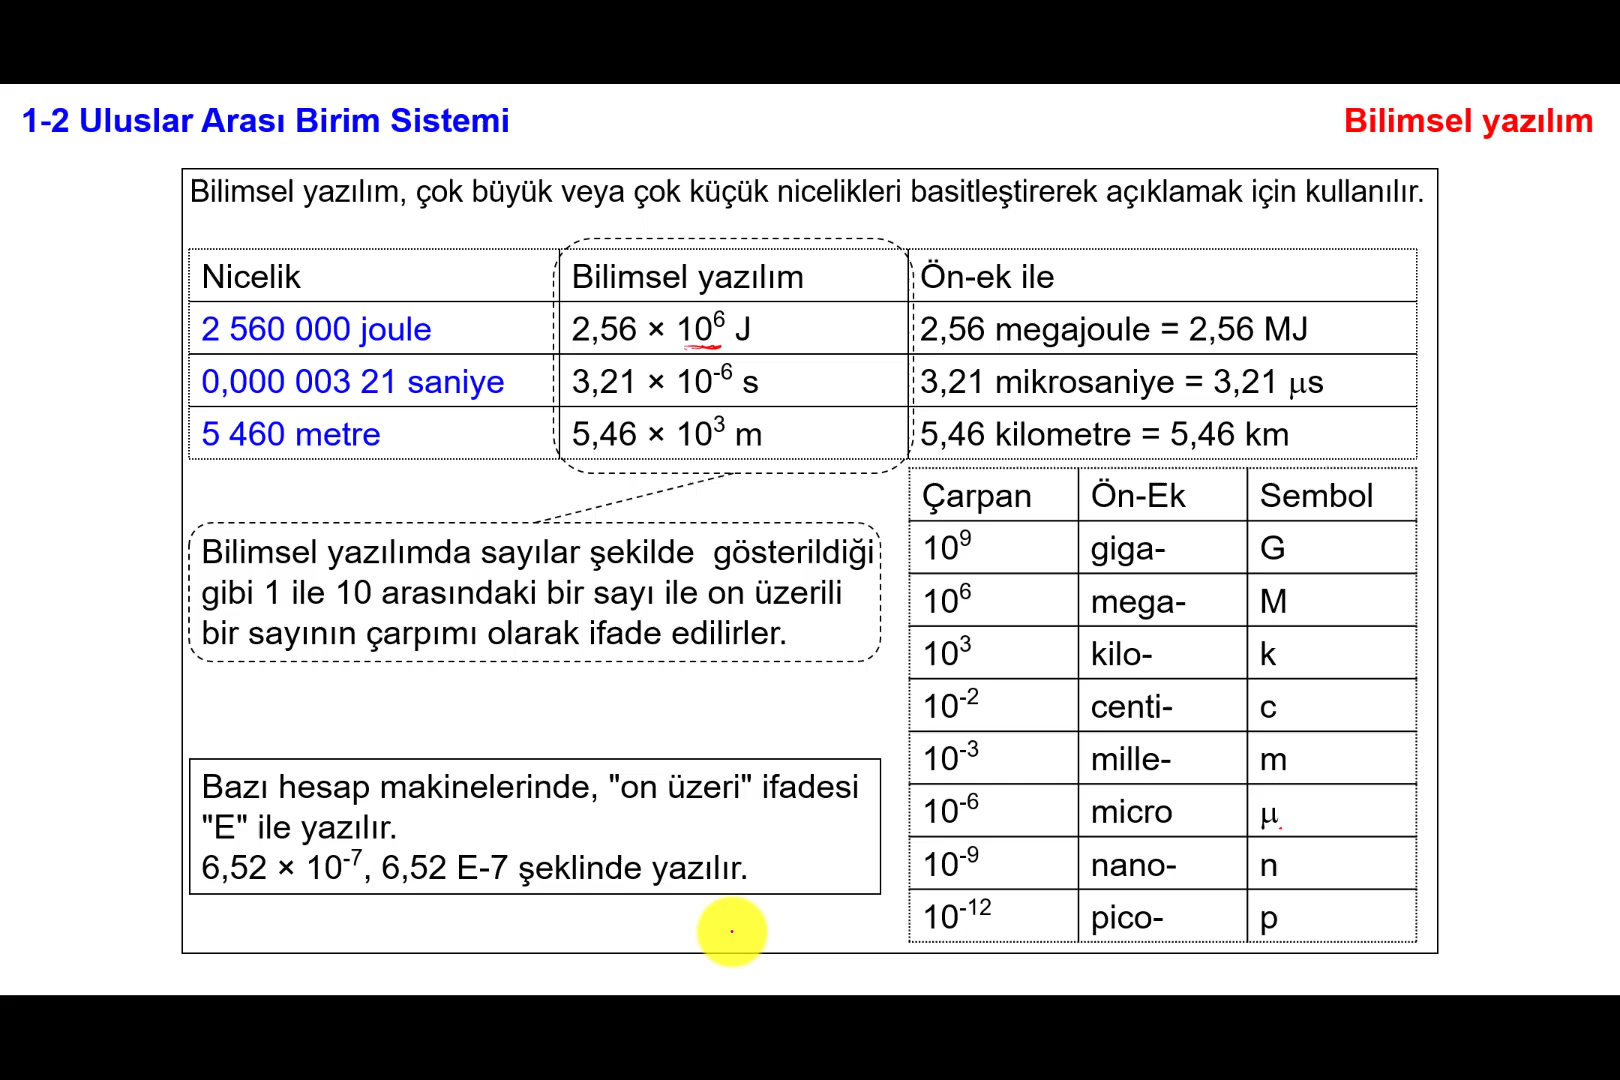 1-2 Uluslar Arası Birim Sistemi
Bilimsel yazılım
Bilimsel yazılım, çok büyük veya çok küçük nicelikleri basitleştirerek açıklamak için kullanılır.
Nicelik Bilimsel yazılım Ön-ek ile
2 560 000 joule 2,56 × 10⁶ J 2,56 megajoule = 2,56 MJ
0,000 003 21 saniye 3,21 × 10⁻⁶ s 3,21 mikrosaniye = 3,21 μs
5 460 metre 5,46 × 10³ m 5,46 kilometre = 5,46 km
Bilimsel yazılımda sayılar şekilde gösterildiği
gibi 1 ile 10 arasındaki bir sayı ile on üzerili
bir sayının çarpımı olarak ifade edilirler.
Bazı hesap makinelerinde, "on üzeri" ifadesi
"E" ile yazılır.
6,52 × 10⁻⁷, 6,52 E-7 şeklinde yazılır.
Çarpan Ön-Ek Sembol
10⁹ giga- G
10⁶ mega- M
10³ kilo- k
10⁻² centi- c
10⁻³ mille- m
10⁻⁶ micro μ
10⁻⁹ nano- n
10⁻¹² pico- p